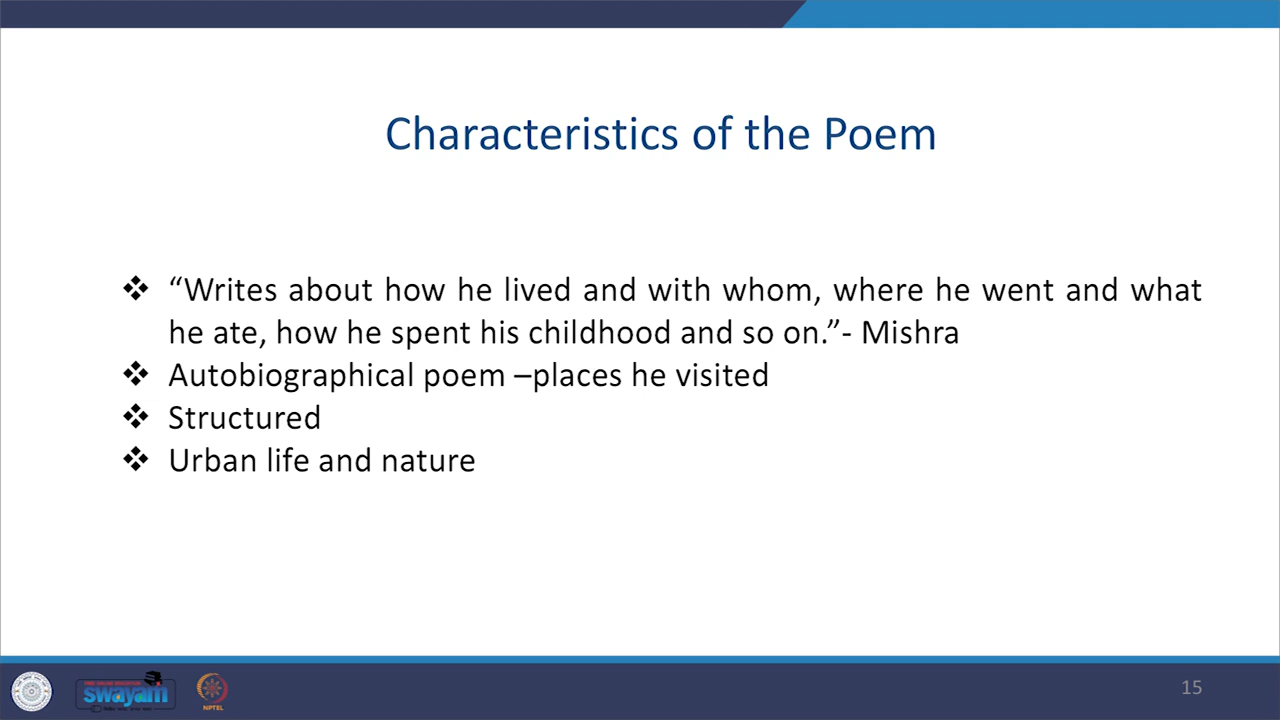 Characteristics of the Poem
❖ “Writes about how he lived and with whom, where he went and what
he ate, how he spent his childhood and so on.”- Mishra
❖ Autobiographical poem –places he visited
❖ Structured
❖ Urban life and nature
swayam
NPTEL
15